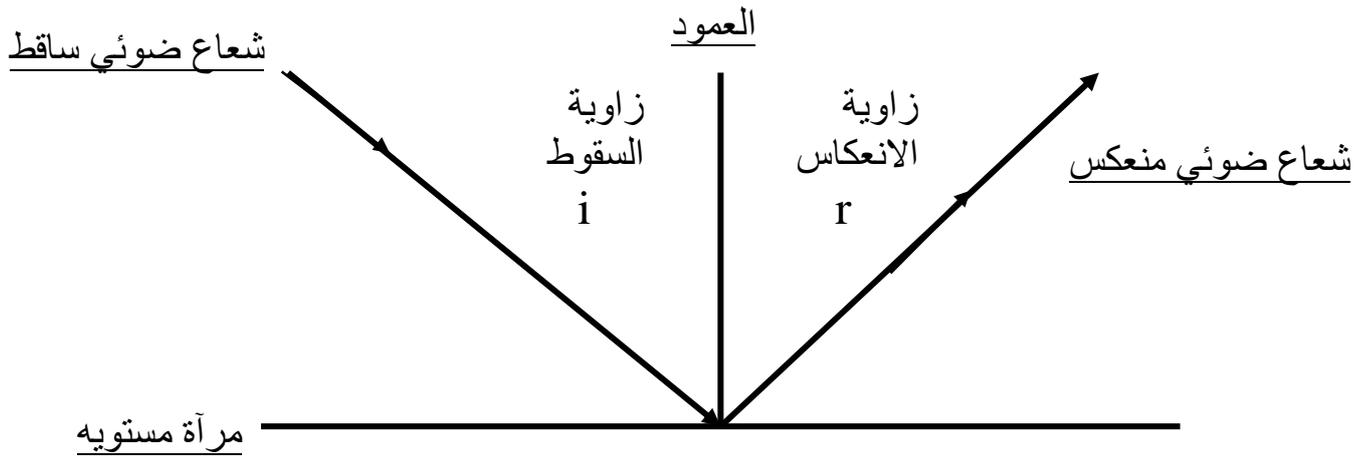 العمود
شعاع ضوئي ساقط
زاوية
السقوط
i
زاوية
الانعكاس
r
شعاع ضوئي منعكس
مرآة مستويه